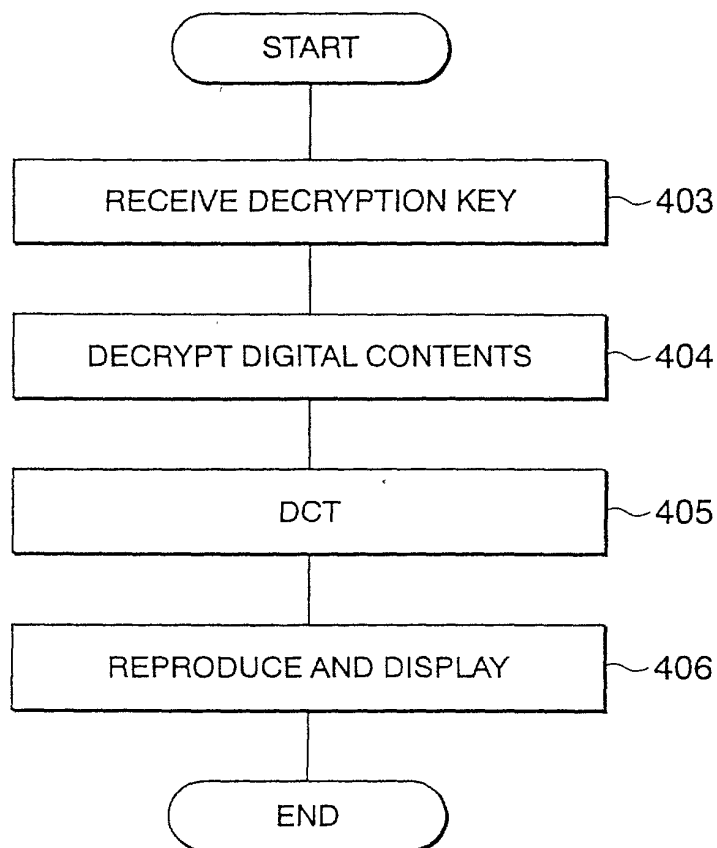 START
RECEIVE DECRYPTION KEY 403
DECRYPT DIGITAL CONTENTS 404
DCT 405
REPRODUCE AND DISPLAY 406
END